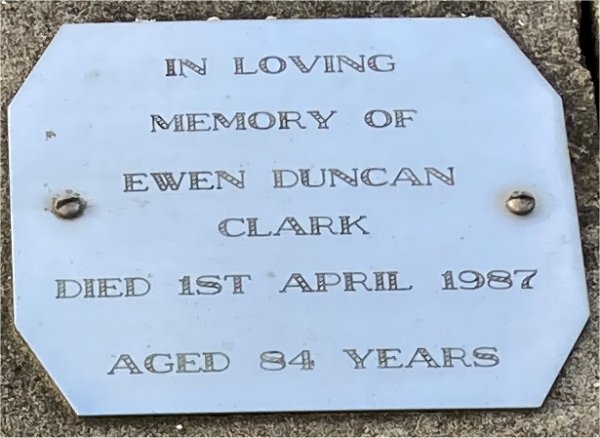 IN LOVING
MEMORY OF
EWEN DUNCAN
CLARK
DIED 1ST APRIL 1987
AGED 84 YEARS